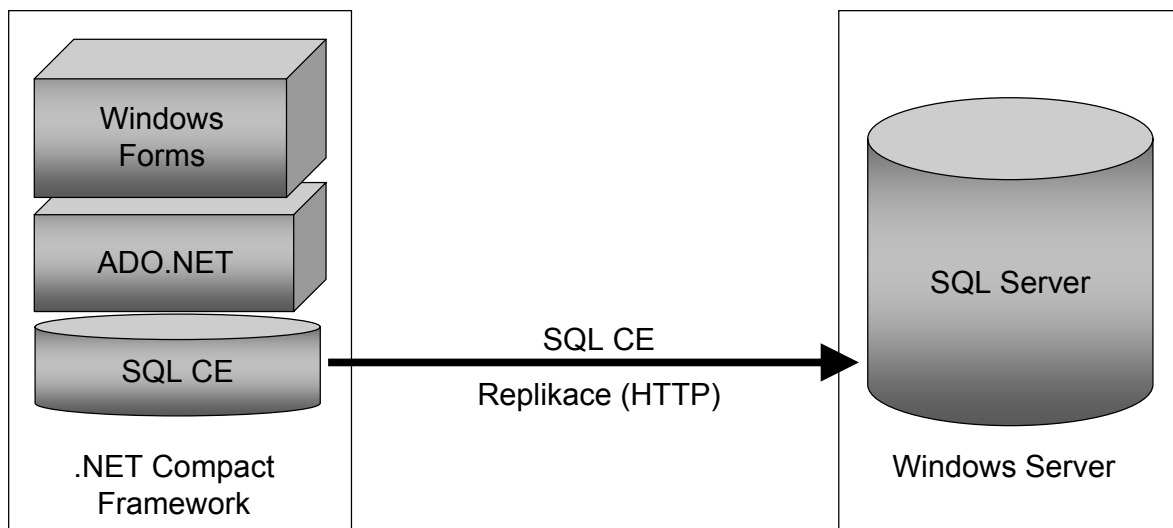 Windows
Forms
ADO.NET
SQL CE
.NET Compact
Framework
SQL CE
Replikace (HTTP)
SQL Server
Windows Server